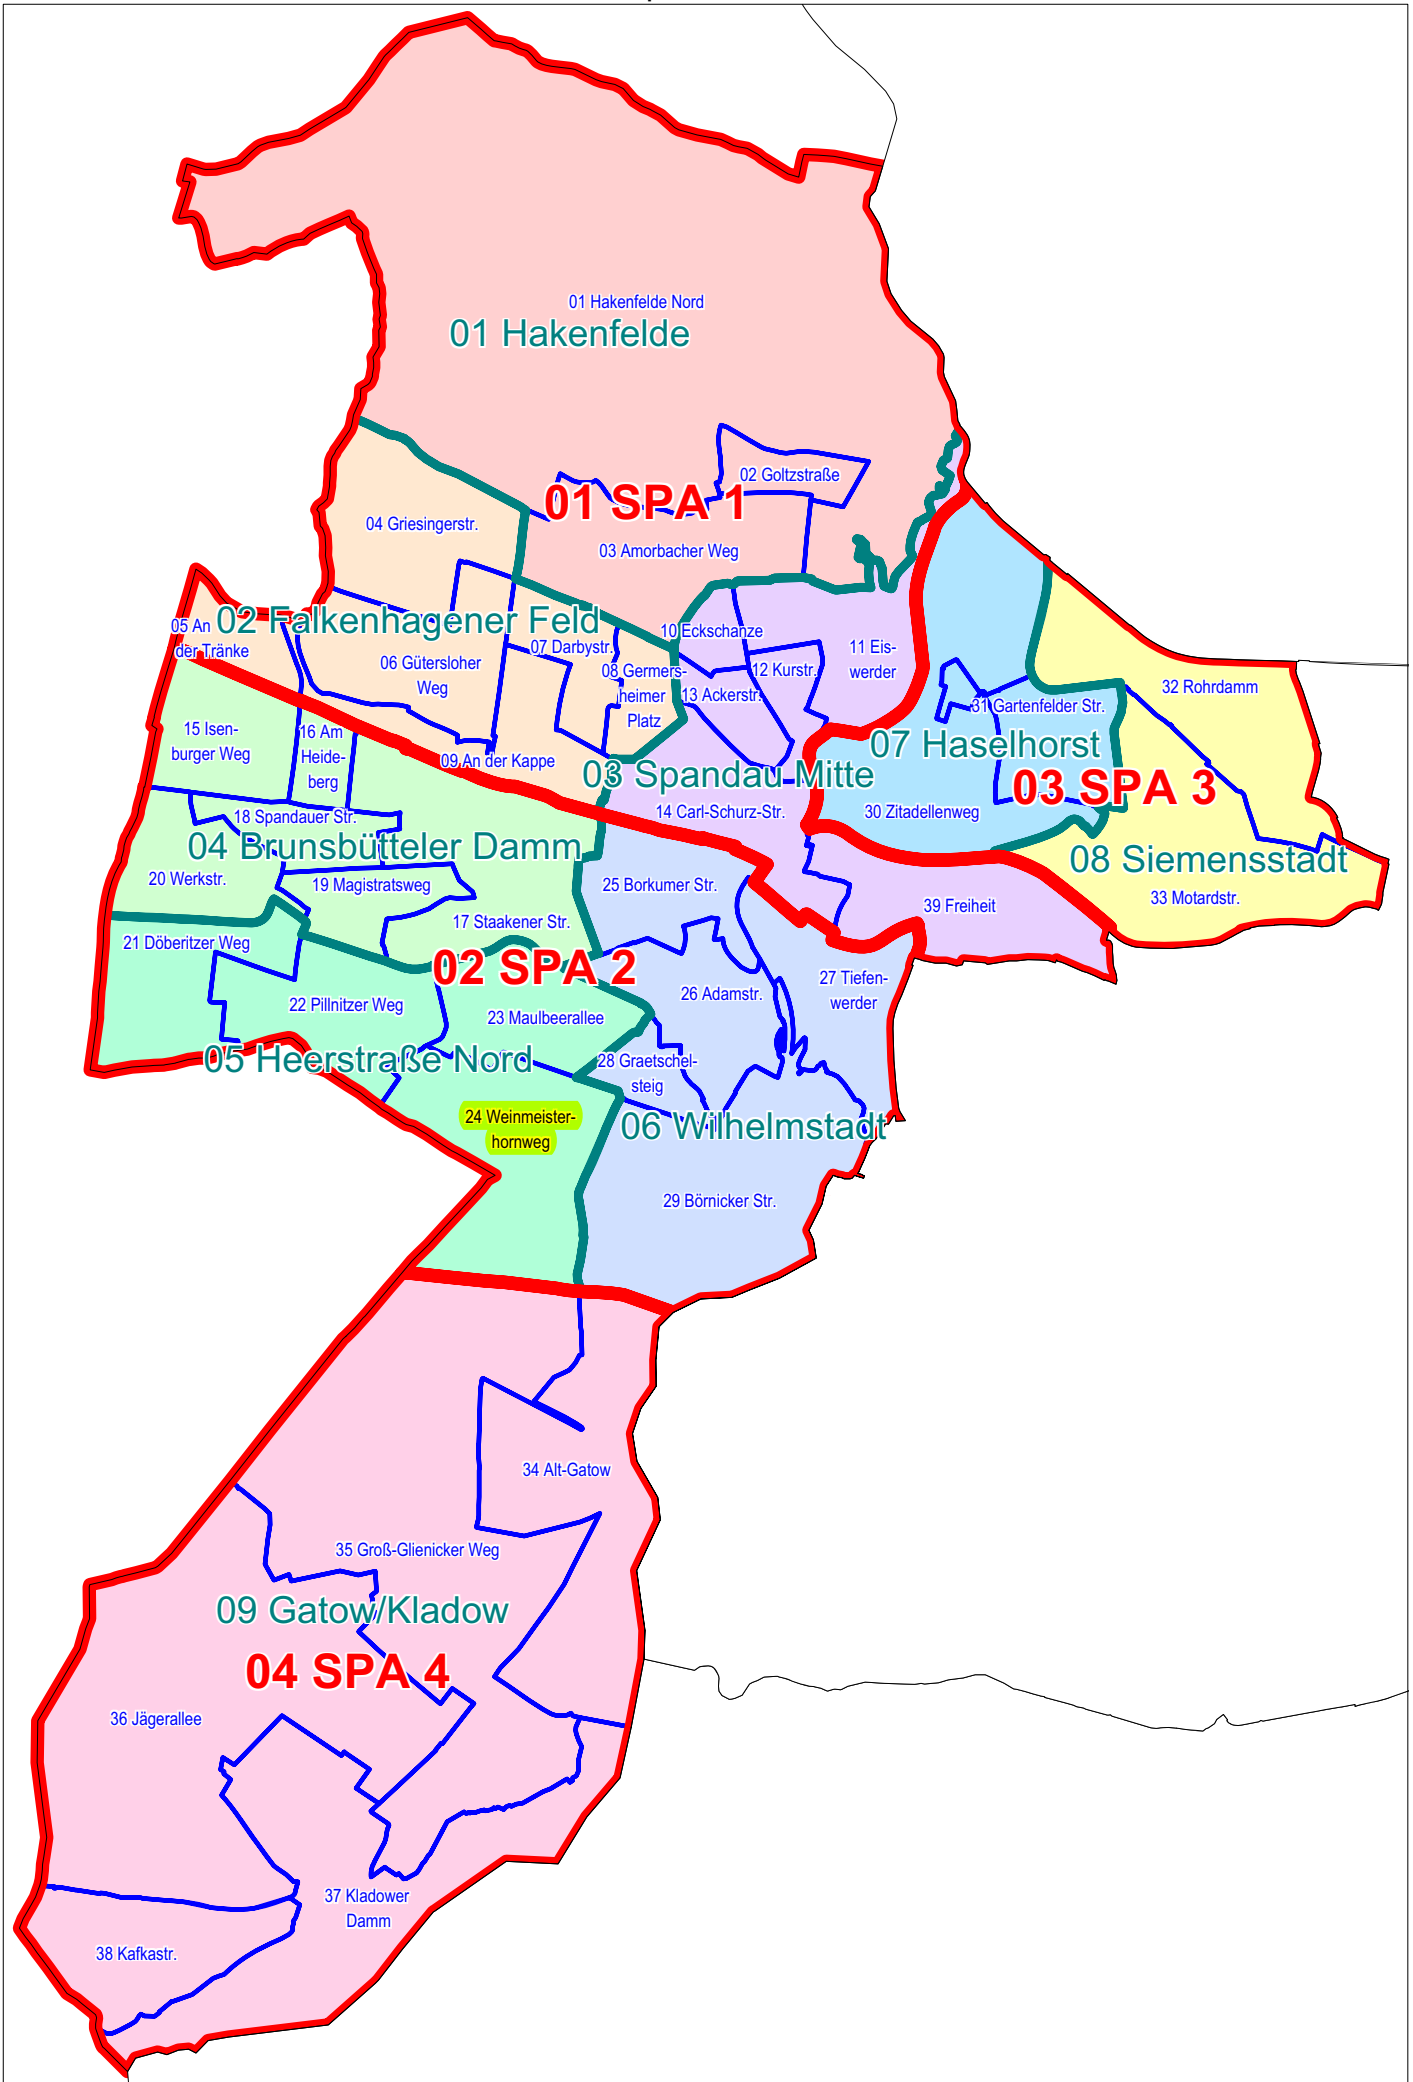 01 Hakenfelde Nord
01 Hakenfelde
02 Goltzstraße
01 SPA 1
04 Griesingerstr.
03 Amorbacher Weg
05 An
der Tränke
02 Falkenhagener Feld
06 Gütersloher
Weg
07 Darbystr.
08 Germers-
heimer
Platz
09 An der Kappe
10 Eckschanze
11 Eis-
werder
12 Kurstr.
13 Ackerstr.
03 Spandau Mitte
14 Carl-Schurz-Str.
31 Gartenfelder Str.
32 Rohrdamm
07 Haselhorst
03 SPA 3
30 Zitadellenweg
08 Siemensstadt
33 Motardstr.
39 Freiheit
15 Isen-
burger Weg
16 Am
Heide-
berg
18 Spandauer Str.
04 Brunsbütteler Damm
20 Werkstr.
19 Magistratsweg
17 Staakener Str.
25 Borkumer Str.
21 Döberitzer Weg
02 SPA 2
22 Pillnitzer Weg
23 Maulbeerallee
26 Adamstr.
27 Tiefen-
werder
05 Heerstraße Nord
28 Graetschel-
steig
24 Weinmeister-
hornweg
06 Wilhelmstadt
29 Börnicker Str.
34 Alt-Gatow
35 Groß-Glienicker Weg
09 Gatow/Kladow
04 SPA 4
36 Jägerallee
37 Kladower
Damm
38 Kafkastr.